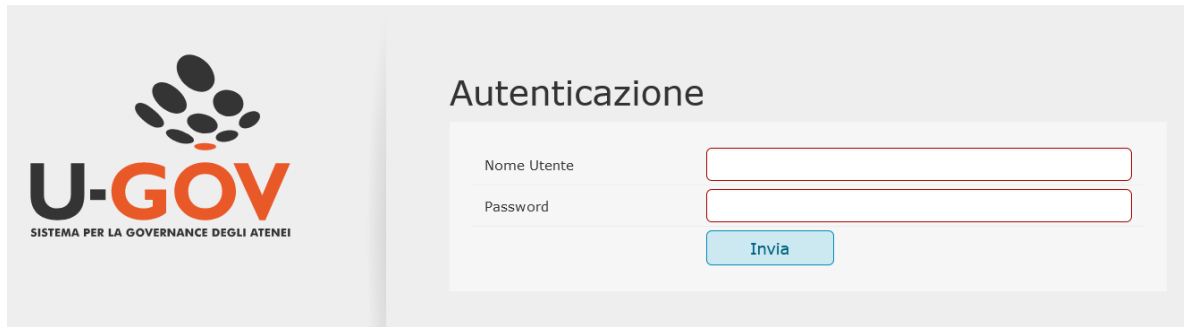 U-GOV
SISTEMA PER LA GOVERNANCE DEGLI ATENEI
Autenticazione
Nome Utente
Password
Invia